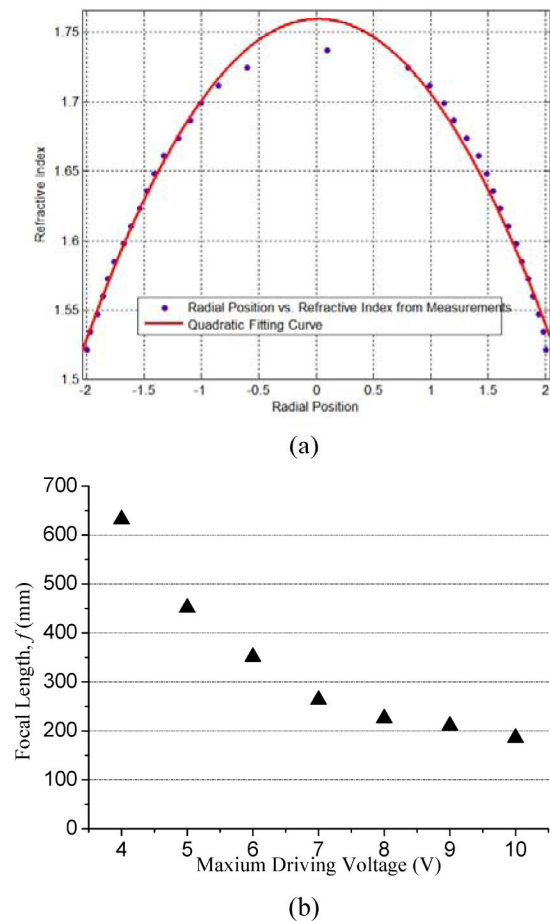 1.75
1.7
1.65
1.6
1.55
1.5
Refractive Index
-2 -1.5 -1 -0.5 0 0.5 1 1.5 2
Radial Position
Radial Position vs. Refractive Index from Measurements
Quadratic Fitting Curve
(a)
700
600
500
400
300
200
100
0
Focal Length, f (mm)
4 5 6 7 8 9 10
Maxium Driving Voltage (V)
(b)